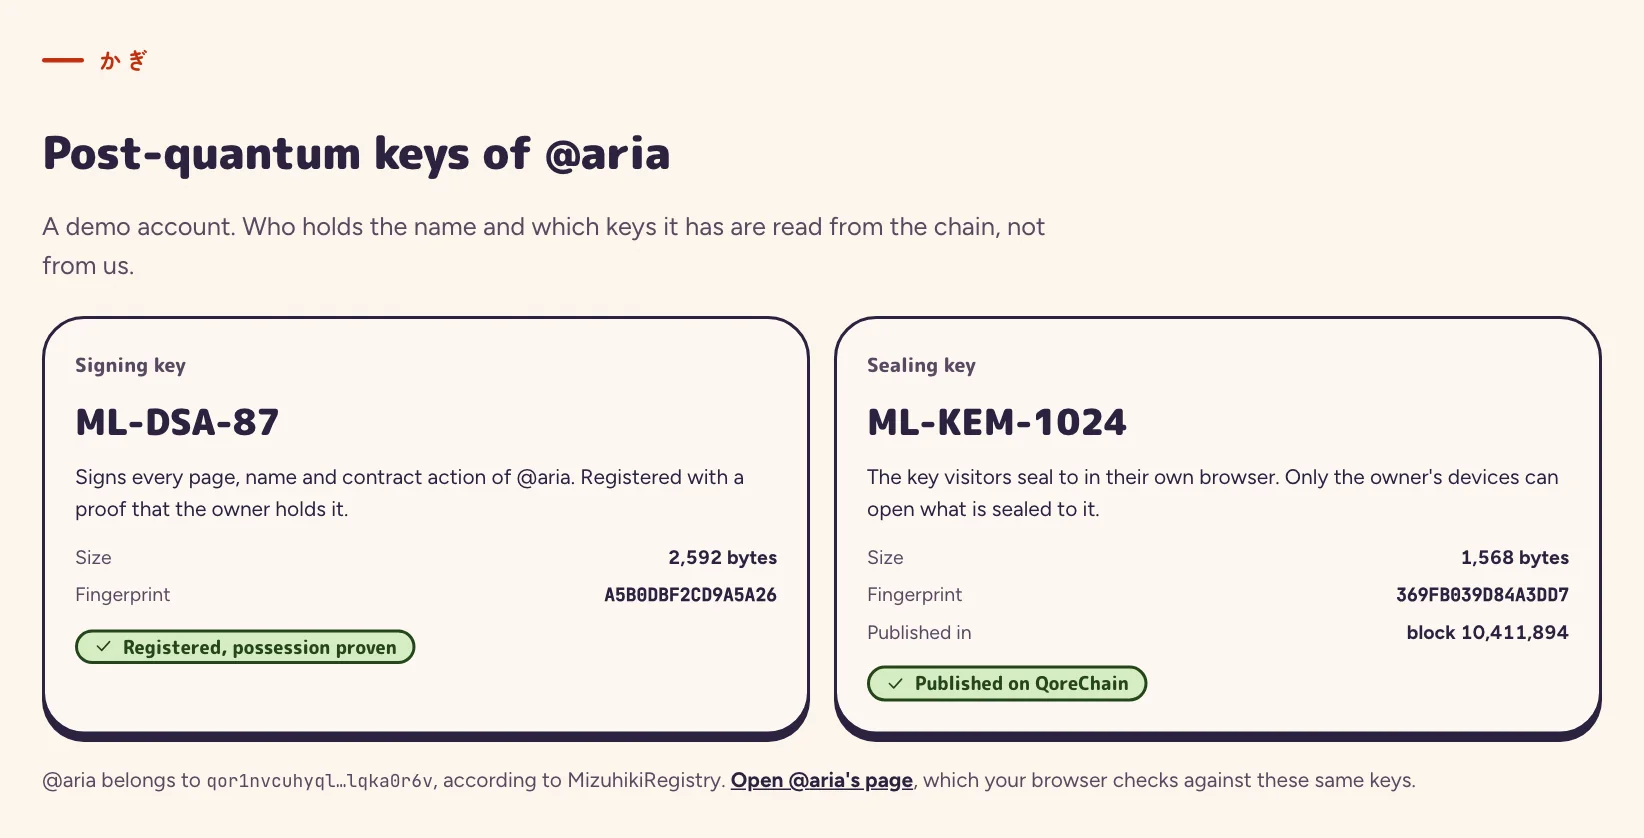 かぎ
Post-quantum keys of @aria
A demo account. Who holds the name and which keys it has are read from the chain, not
from us.
Signing key
ML-DSA-87
Signs every page, name and contract action of @aria. Registered with a
proof that the owner holds it.
Size 2,592 bytes
Fingerprint A5B0DBF2CD9A5A26
Registered, possession proven
Sealing key
ML-KEM-1024
The key visitors seal to in their own browser. Only the owner's devices can
open what is sealed to it.
Size 1,568 bytes
Fingerprint 369FB039D84A3DD7
Published in block 10,411,894
Published on QoreChain
@aria belongs to qor1nvcuhyql…lqka0r6v, according to MizuhikiRegistry. Open @aria's page, which your browser checks against these same keys.